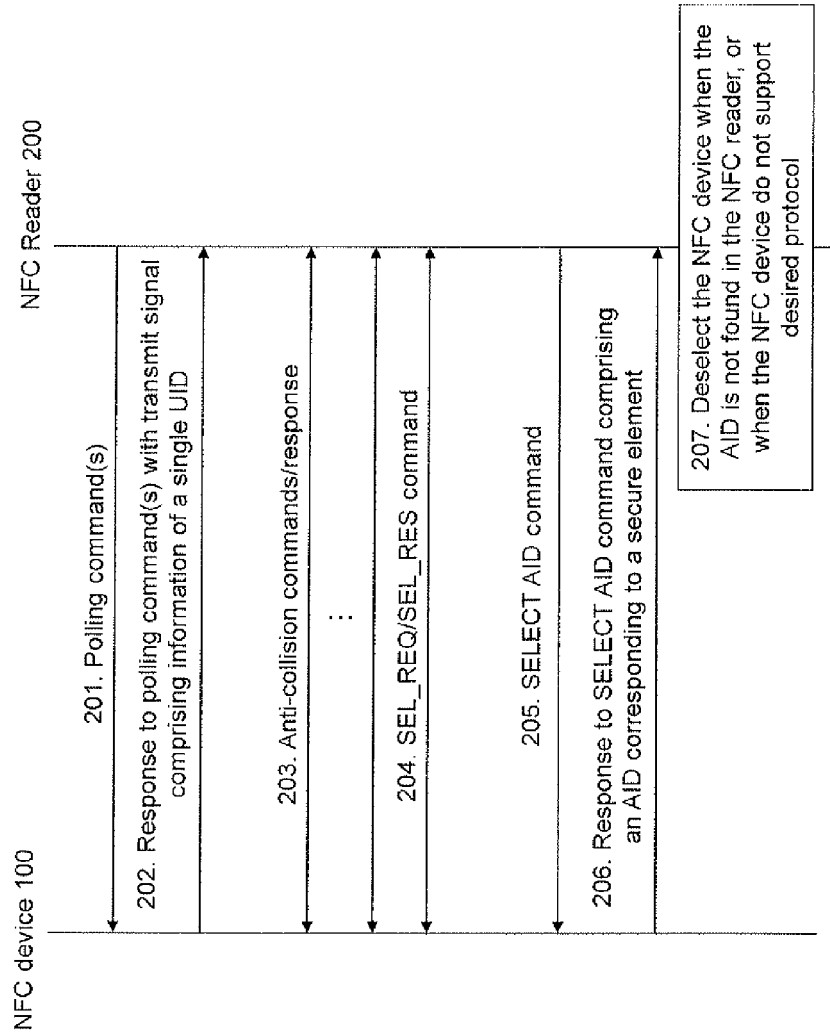 NFC device 100
NFC Reader 200
201. Polling command(s)
202. Response to polling command(s) with transmit signal
comprising information of a single UID
203. Anti-collision commands/response
...
204. SEL_REQ/SEL_RES command
205. SELECT AID command
206. Response to SELECT AID command comprising
an AID corresponding to a secure element
207. Deselect the NFC device when the
AID is not found in the NFC reader, or
when the NFC device do not support
desired protocol